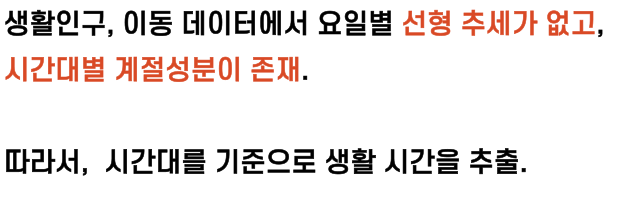 생활인구, 이동 데이터에서 요일별 선형 추세가 없고,
시간대별 계절성분이 존재.
따라서, 시간대를 기준으로 생활 시간을 추출.